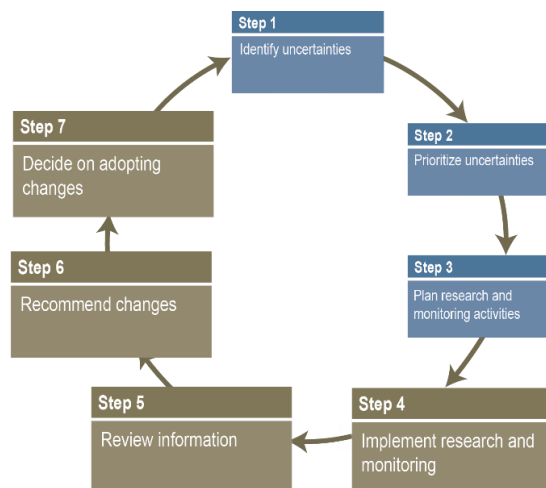 Step 1
Identify uncertainties
Step 2
Prioritize uncertainties
Step 3
Plan research and
monitoring activities
Step 4
Implement research and
monitoring
Step 5
Review information
Step 6
Recommend changes
Step 7
Decide on adopting
changes